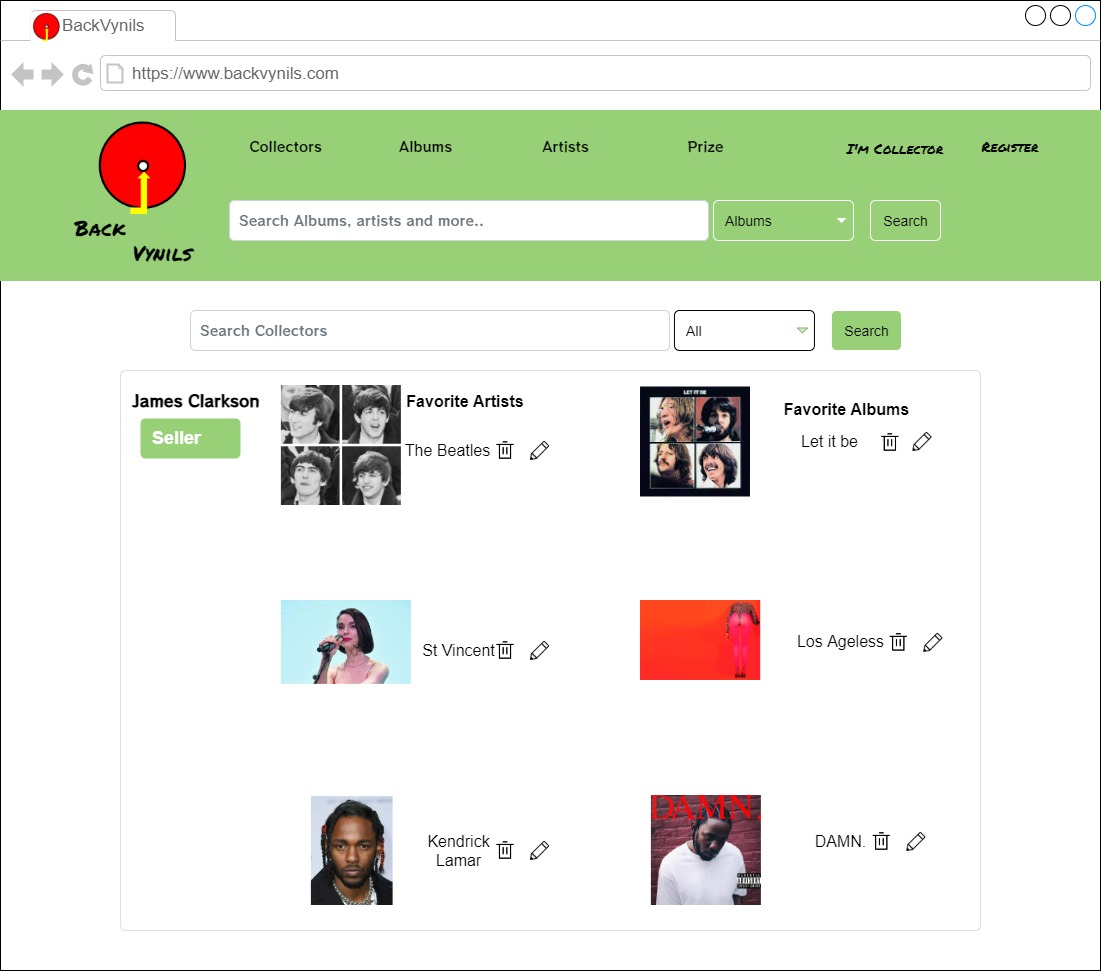 BackVynils
https://www.backvynils.com
Collectors
Albums
Artists
Prize
I'm Collector
Register
Back
Vynils
Search Albums, artists and more..
Albums
Search
Search Collectors
All
Search
James Clarkson
Seller
Favorite Artists
The Beatles
LET IT BE
Favorite Albums
Let it be
St Vincent
Los Ageless
Kendrick
Lamar
DAMN.
DAMN.